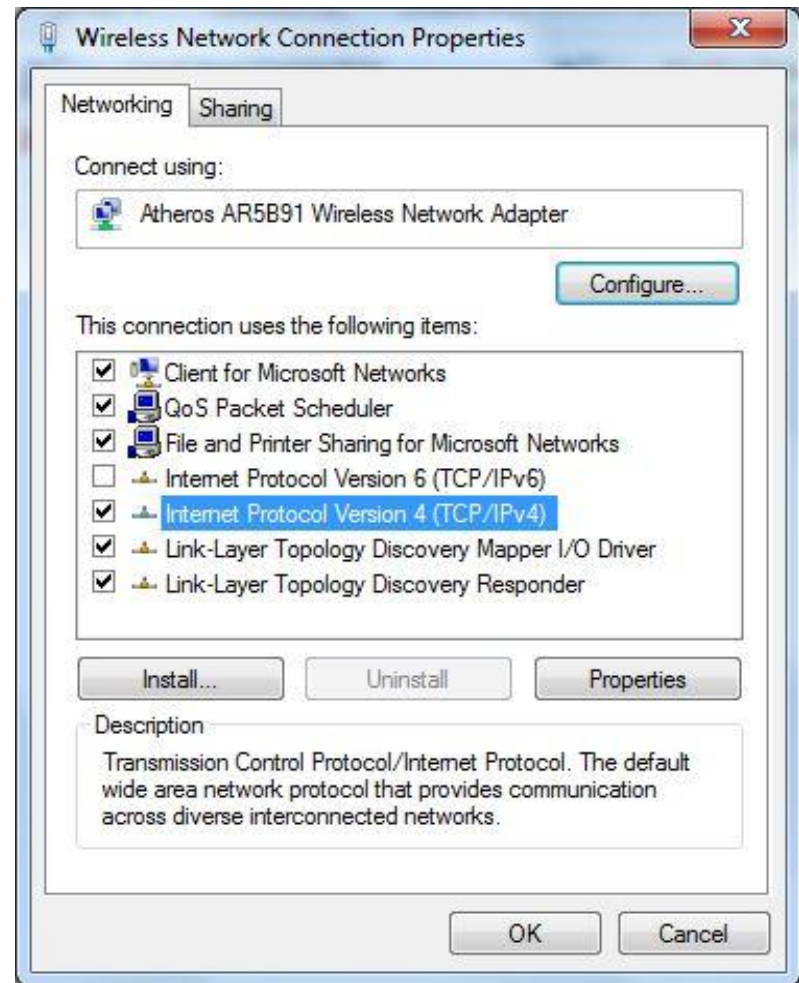 Wireless Network Connection Properties
X
Networking Sharing
Connect using:
Atheros AR5B91 Wireless Network Adapter
Configure...
This connection uses the following items:
Client for Microsoft Networks
QoS Packet Scheduler
File and Printer Sharing for Microsoft Networks
Internet Protocol Version 6 (TCP/IPv6)
Internet Protocol Version 4 (TCP/IPv4)
Link-Layer Topology Discovery Mapper I/O Driver
Link-Layer Topology Discovery Responder
Install... Uninstall Properties
Description
Transmission Control Protocol/Internet Protocol. The default
wide area network protocol that provides communication
across diverse interconnected networks.
OK Cancel